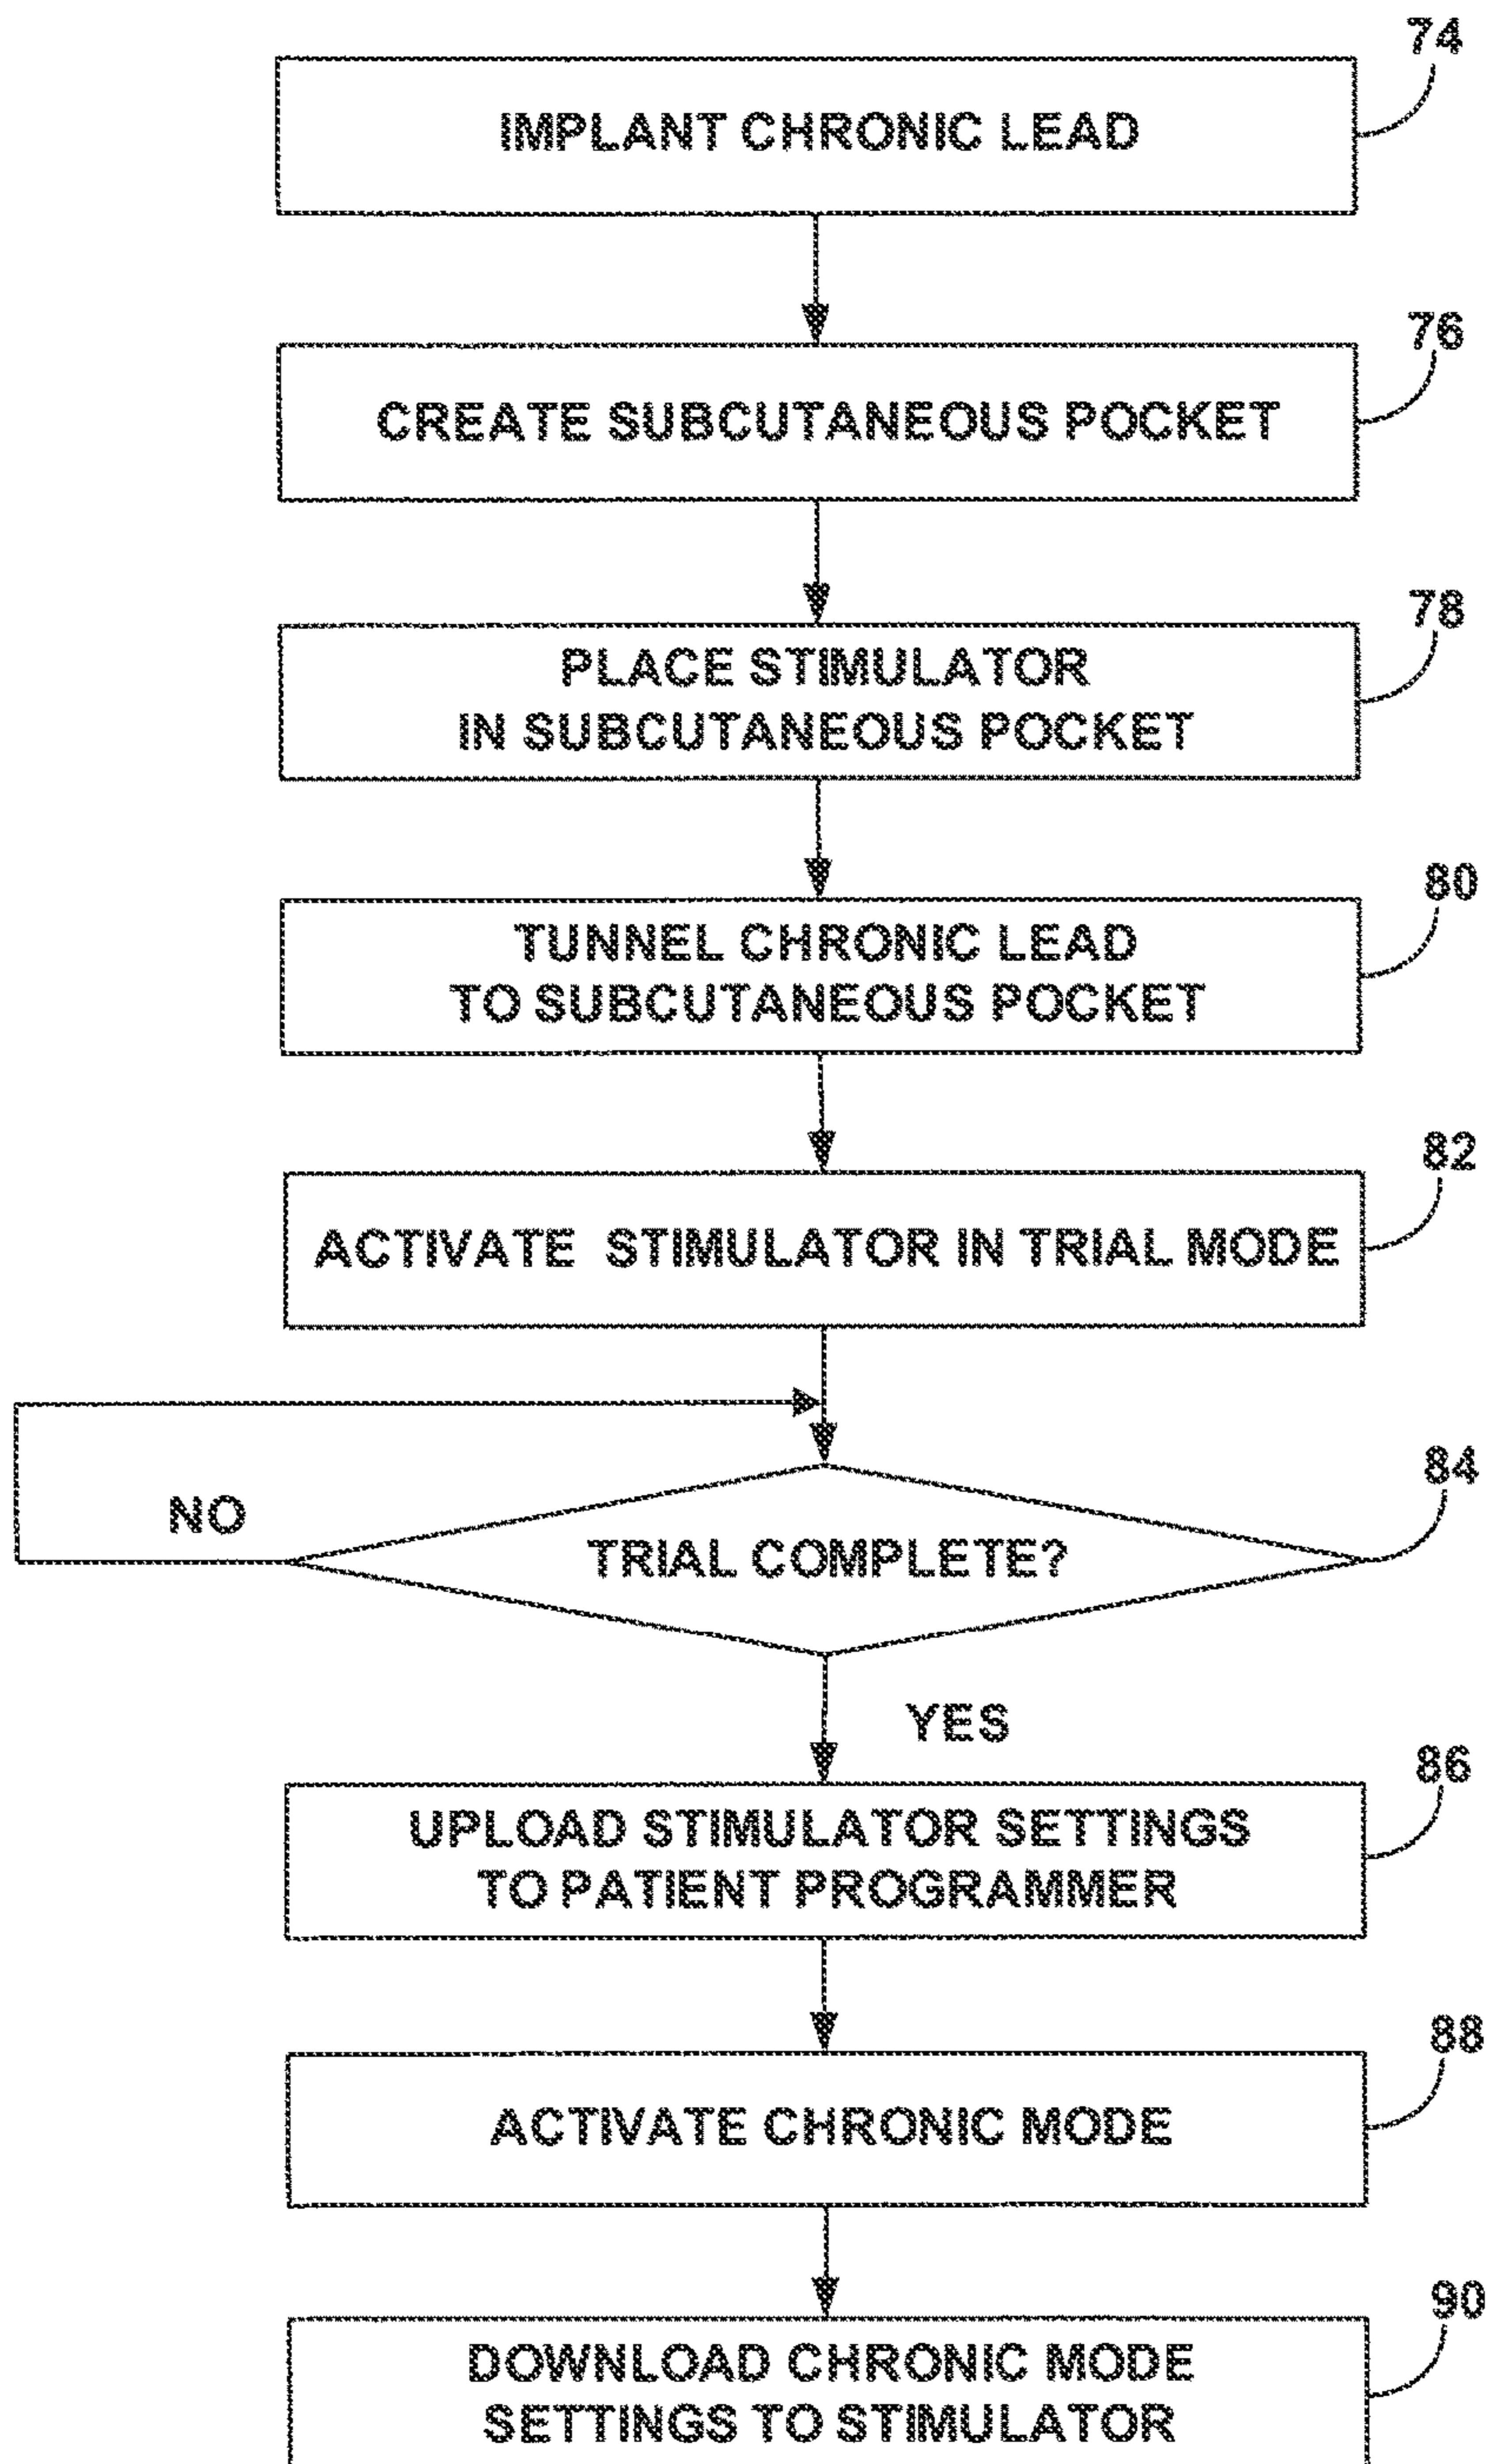 74
IMPLANT CHRONIC LEAD
76
CREATE SUBCUTANEOUS POCKET
78
PLACE STIMULATOR
IN SUBCUTANEOUS POCKET
80
TUNNEL CHRONIC LEAD
TO SUBCUTANEOUS POCKET
82
ACTIVATE STIMULATOR IN TRIAL MODE
84
NO
TRIAL COMPLETE?
YES
86
UPLOAD STIMULATOR SETTINGS
TO PATIENT PROGRAMMER
88
ACTIVATE CHRONIC MODE
90
DOWNLOAD CHRONIC MODE
SETTINGS TO STIMULATOR